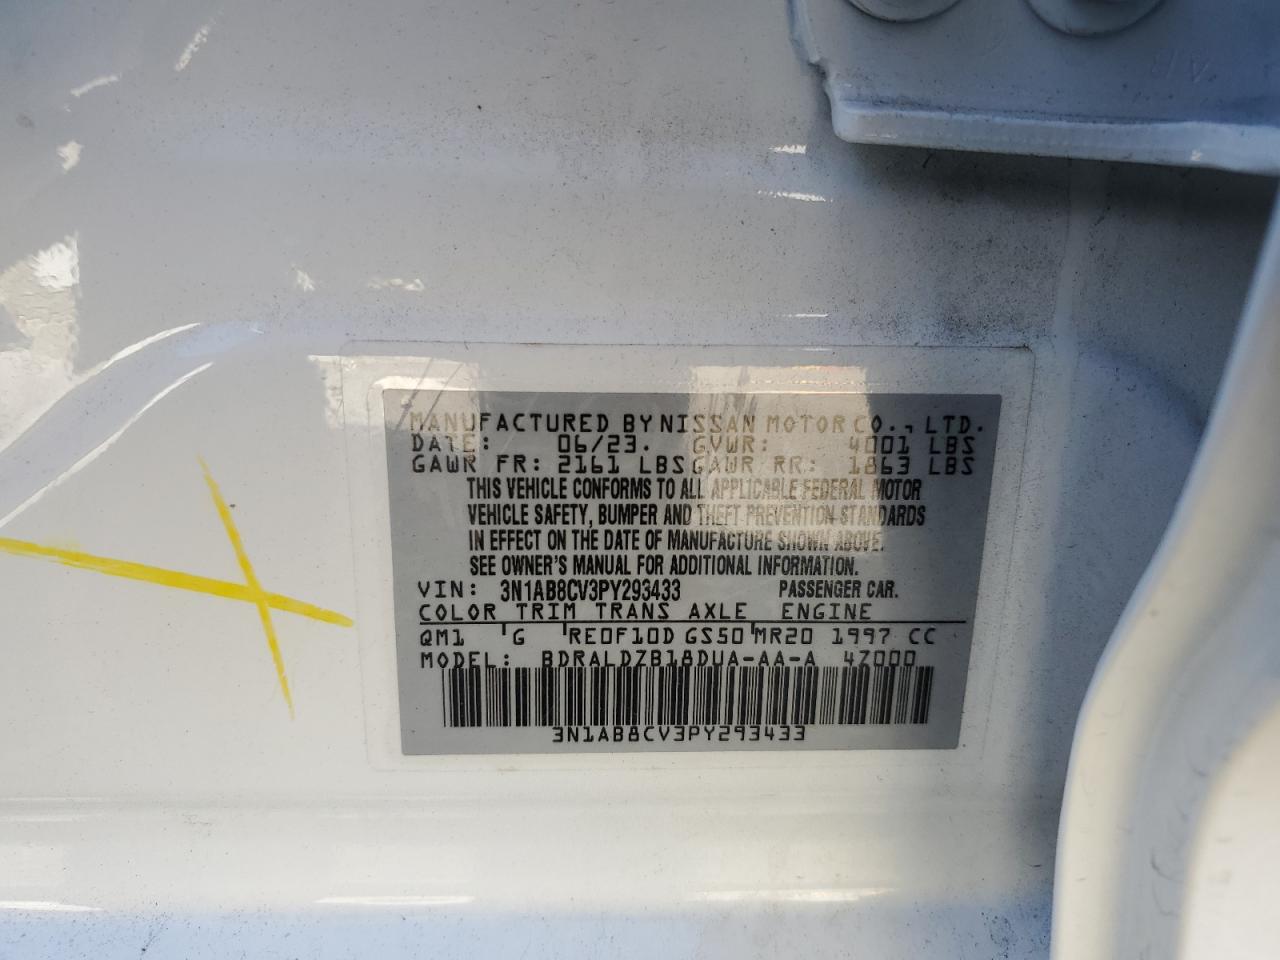 MANUFACTURED BY NISSAN MOTOR CO., LTD.
DATE: 06/23. GVWR: 4001 LBS
GAWR FR: 2161 LBS GAWR RR: 1863 LBS
THIS VEHICLE CONFORMS TO ALL APPLICABLE FEDERAL MOTOR
VEHICLE SAFETY, BUMPER AND THEFT PREVENTION STANDARDS
IN EFFECT ON THE DATE OF MANUFACTURE SHOWN ABOVE.
SEE OWNER'S MANUAL FOR ADDITIONAL INFORMATION.
VIN: 3N1AB8CV3PY293433 PASSENGER CAR.
COLOR TRIM TRANS AXLE ENGINE
QM1 G RE0F10D GS50 MR20 1997 CC
MODEL: BDRALDZB18DUA-AA-A 4Z000
3N1AB8CV3PY293433